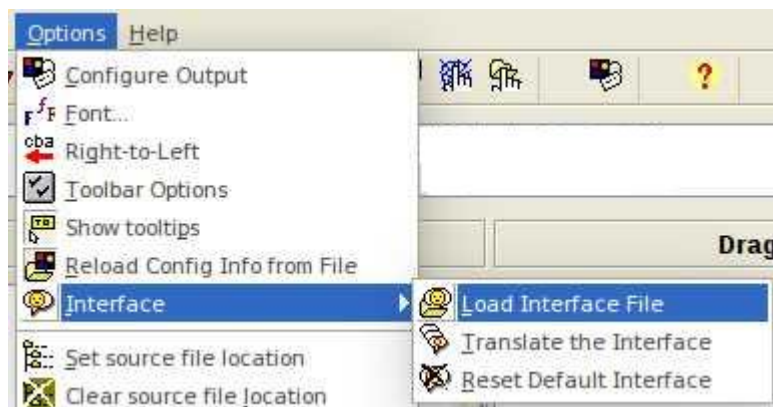 Options Help
Configure Output
Font...
cba
Right-to-Left
Toolbar Options
Show tooltips
Reload Config Info from File
Drag
Interface
Load Interface File
Translate the Interface
Reset Default Interface
Set source file location
Clear source file location